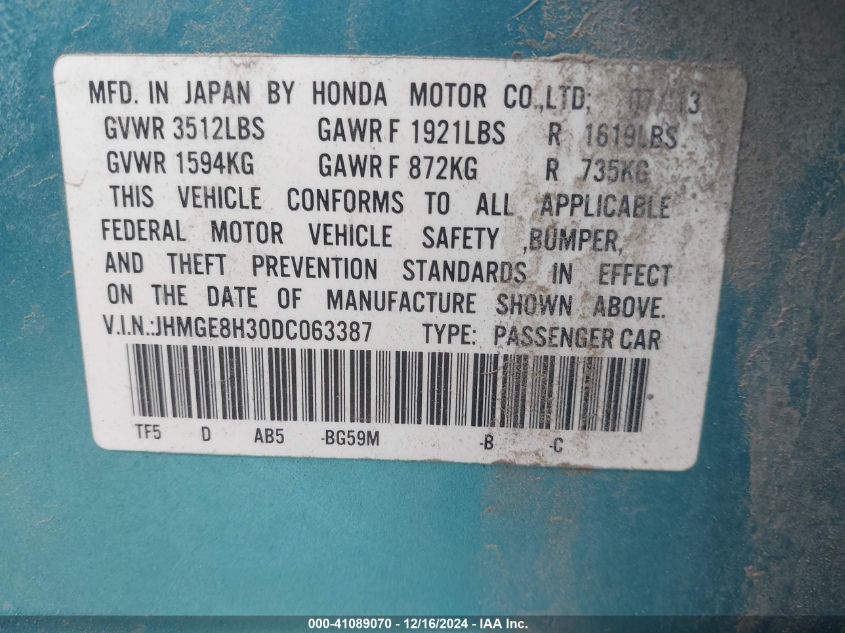 MFD. IN JAPAN BY HONDA MOTOR CO.,LTD; 07/13
GVWR 3512LBS GAWR F 1921LBS R 1619LBS
GVWR 1594KG GAWR F 872KG R 735KG
THIS VEHICLE CONFORMS TO ALL APPLICABLE
FEDERAL MOTOR VEHICLE SAFETY ,BUMPER,
AND THEFT PREVENTION STANDARDS IN EFFECT
ON THE DATE OF MANUFACTURE SHOWN ABOVE.
V.I.N.:JHMGE8H30DC063387 TYPE: PASSENGER CAR
TF5 D AB5 -BG59M -B -C
000-41089070 - 12/16/2024 - IAA Inc.